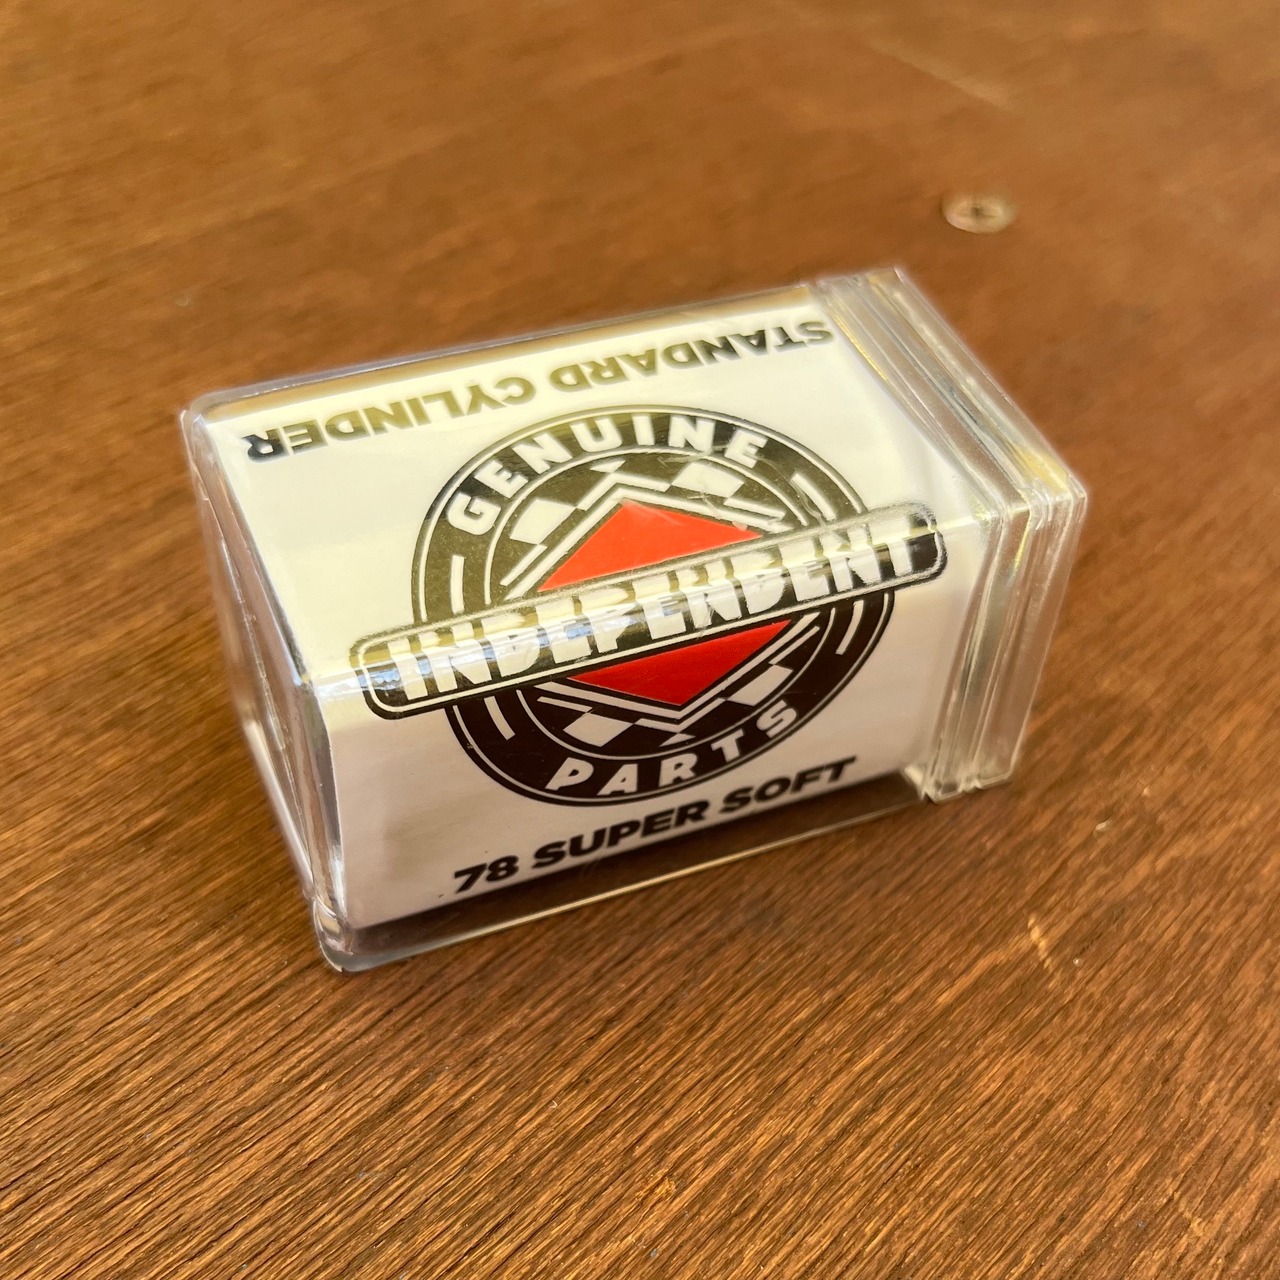 STANDARD CYLINDER
GENUINE
INDEPENDENT
PARTS
78 SUPER SOFT